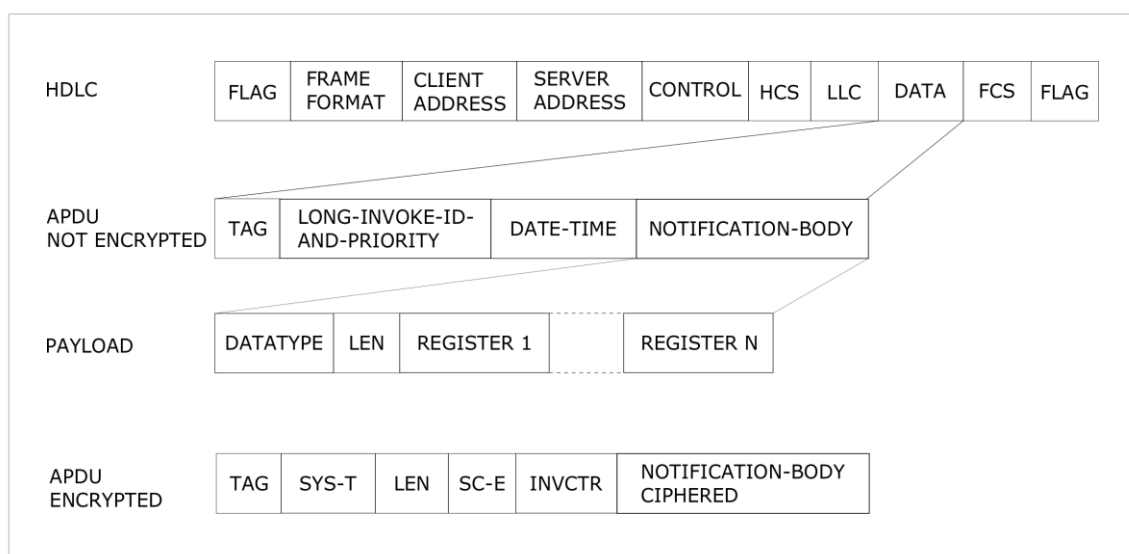 HDLC
FLAG
FRAME
FORMAT
CLIENT
ADDRESS
SERVER
ADDRESS
CONTROL
HCS
LLC
DATA
FCS
FLAG
APDU
NOT ENCRYPTED
TAG
LONG-INVOKE-ID-
AND-PRIORITY
DATE-TIME
NOTIFICATION-BODY
PAYLOAD
DATATYPE
LEN
REGISTER 1
REGISTER N
APDU
ENCRYPTED
TAG
SYS-T
LEN
SC-E
INVCTR
NOTIFICATION-BODY
CIPHERED